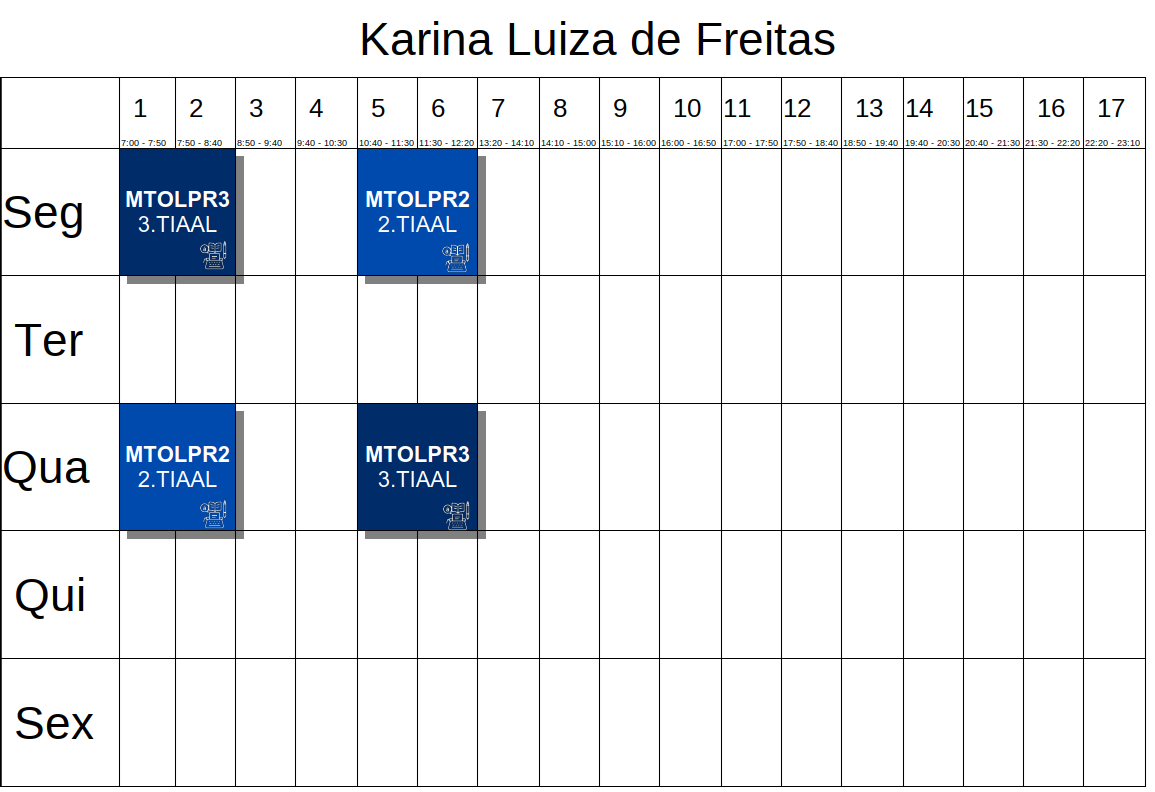 Karina Luiza de Freitas
1 2 3 4 5 6 7 8 9 10 11 12 13 14 15 16 17
7:00 - 7:50 7:50 - 8:40 8:50 - 9:40 9:40 - 10:30 10:40 - 11:30 11:30 - 12:20 13:20 - 14:10 14:10 - 15:00 15:10 - 16:00 16:00 - 16:50 17:00 - 17:50 17:50 - 18:40 18:50 - 19:40 19:40 - 20:30 20:40 - 21:30 21:30 - 22:20 22:20 - 23:10
Seg
MTOLPR3
3.TIAAL
MTOLPR2
2.TIAAL
Ter
Qua
MTOLPR2
2.TIAAL
MTOLPR3
3.TIAAL
Qui
Sex